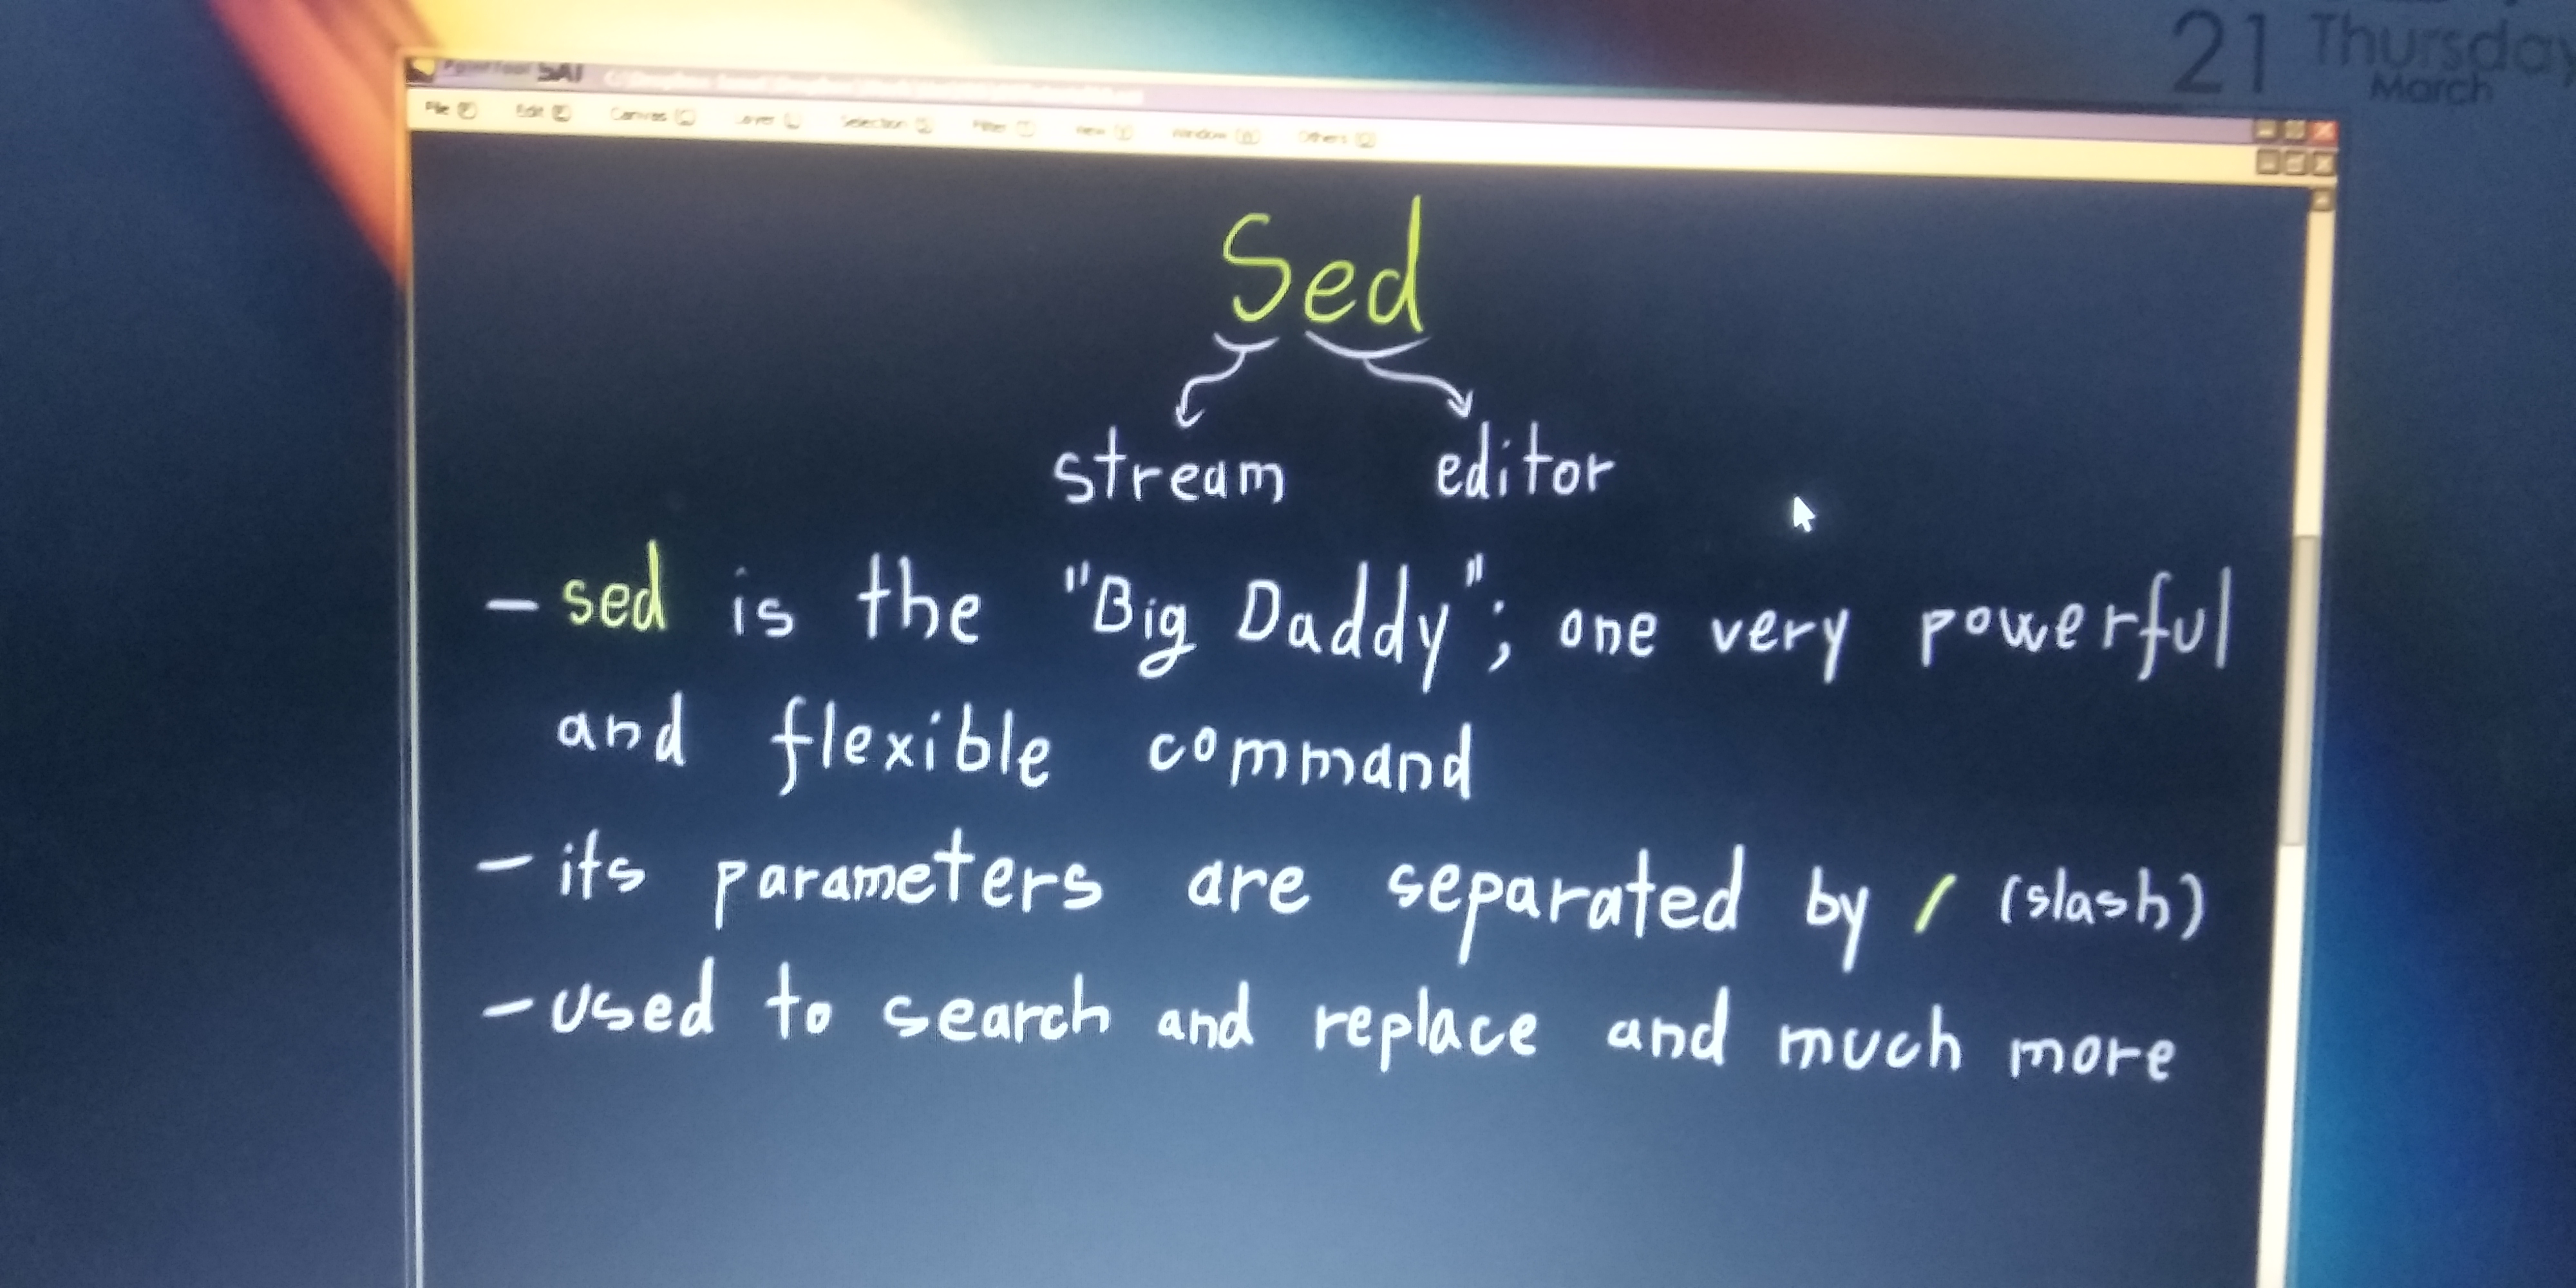 21 Thursday
March
PaintTool SAI
File (F) Edit (E) Canvas (C) Layer (L) Selection (S) Filter (T) View (V) Window (W) Others (O)
Sed
stream editor
- sed is the "Big Daddy"; one very powerful
and flexible command
- its parameters are separated by / (slash)
- used to search and replace and much more